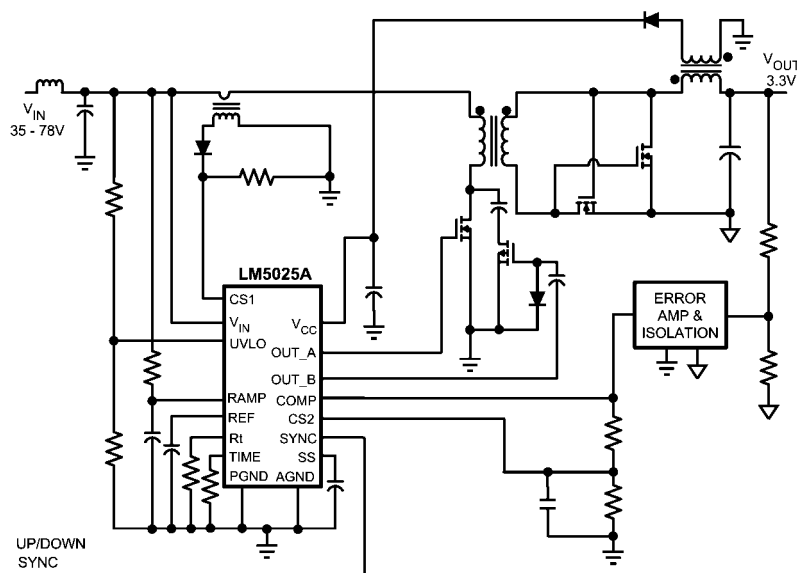 V_OUT
3.3V
V_IN
35 - 78V
LM5025A
CS1
V_IN
V_CC
UVLO
OUT_A
ERROR
AMP &
ISOLATION
OUT_B
RAMP
COMP
REF
CS2
Rt
SYNC
TIME
SS
PGND
AGND
UP/DOWN
SYNC